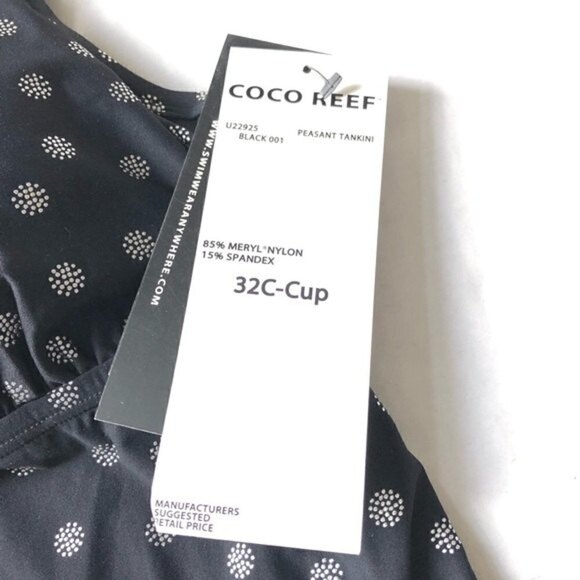 COCO REEF
U22925 PEASANT TANKINI
BLACK 001
85% MERYL® NYLON
15% SPANDEX
32C-Cup
MANUFACTURERS
SUGGESTED
RETAIL PRICE
WWW.SWIMWEARANYWHERE.COM